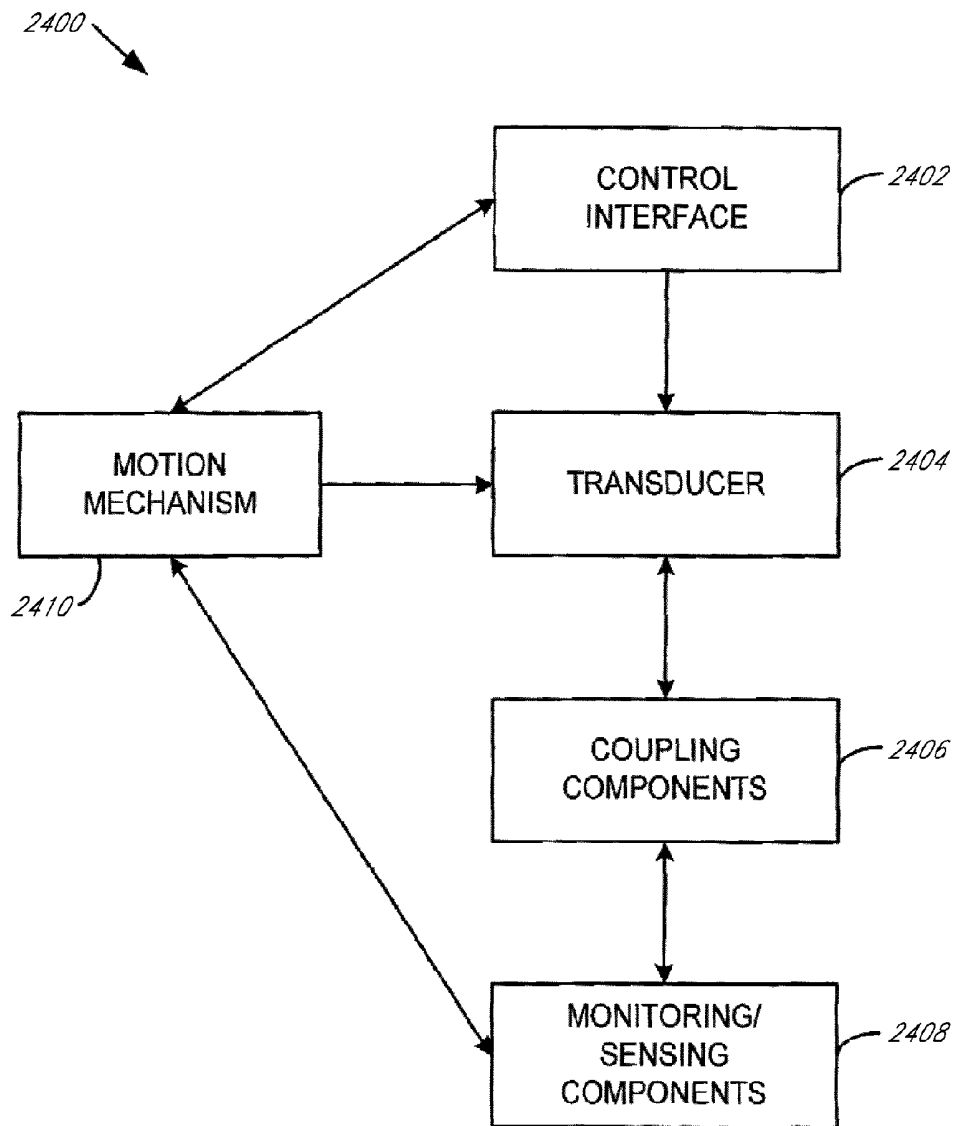 2400
CONTROL
INTERFACE
2402
MOTION
MECHANISM
2410
TRANSDUCER
2404
COUPLING
COMPONENTS
2406
MONITORING/
SENSING
COMPONENTS
2408